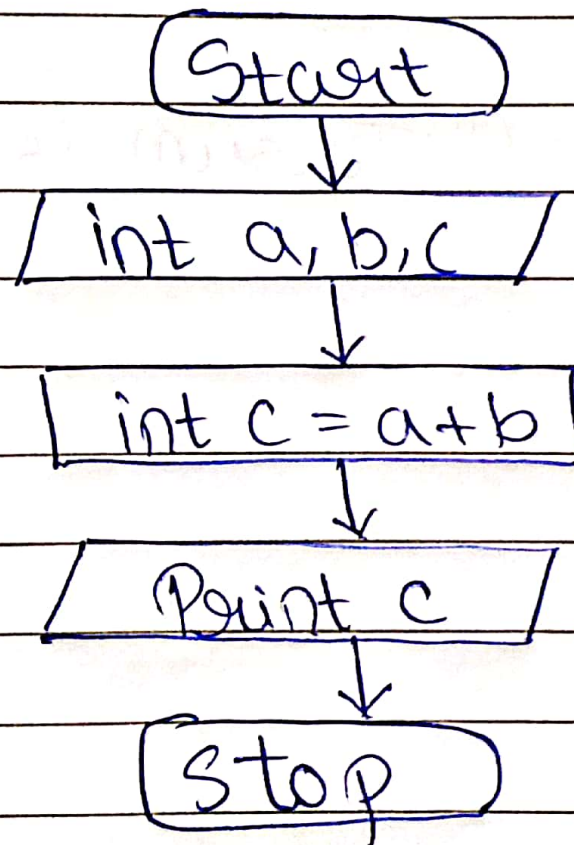 Start
int a, b, c
int c = a+b
Print c
stop